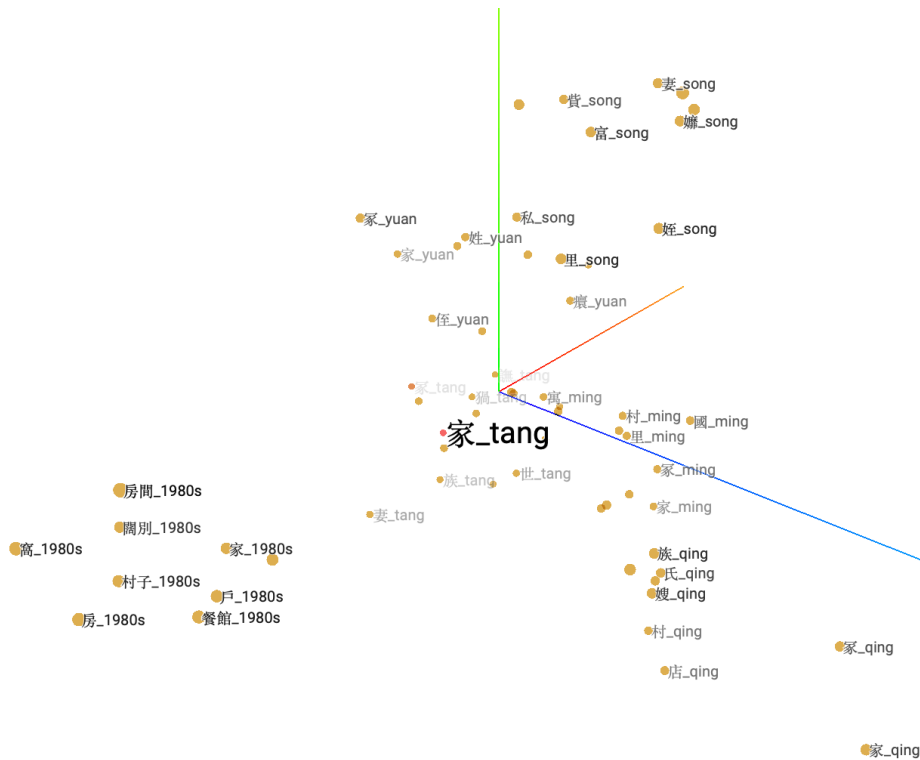 妻_song
貲_song
嬤_song
富_song
冢_yuan
私_song
姪_song
姓_yuan
家_yuan
里_song
癏_yuan
侄_yuan
冢_tang
猧_tang
寓_ming
村_ming
國_ming
家_tang
里_ming
冢_ming
族_tang
世_tang
房間_1980s
家_ming
妻_tang
闊別_1980s
窩_1980s
家_1980s
族_qing
氏_qing
村子_1980s
戶_1980s
嫂_qing
房_1980s
餐館_1980s
村_qing
冢_qing
店_qing
家_qing